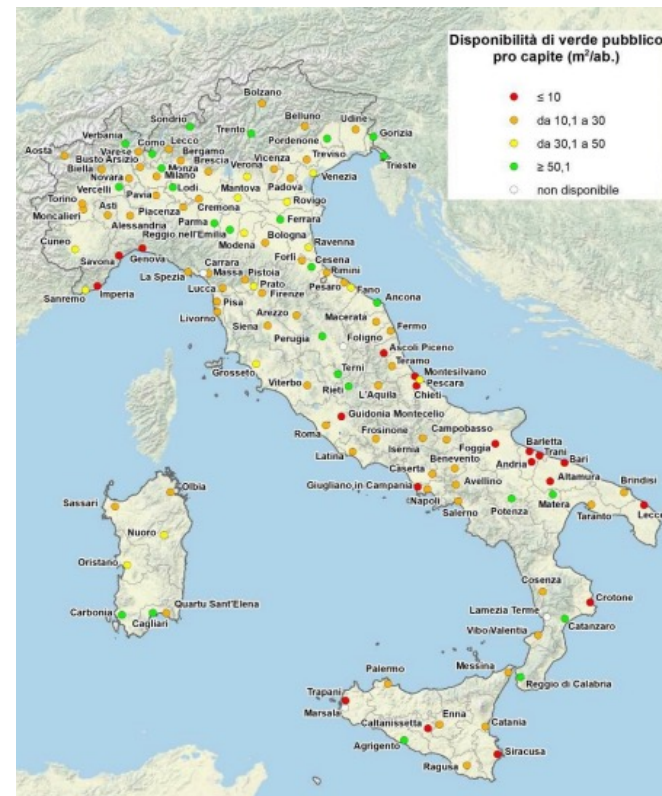 Disponibilità di verde pubblico
pro capite (m²/ab.)
≤ 10
da 10,1 a 30
da 30,1 a 50
≥ 50,1
non disponibile
Bolzano
Sondrio
Belluno
Udine
Verbania
Como
Lecco
Trento
Pordenone
Gorizia
Aosta
Varese
Bergamo
Busto Arsizio
Brescia
Verona
Vicenza
Treviso
Trieste
Biella
Monza
Novara
Milano
Venezia
Vercelli
Lodi
Mantova
Padova
Torino
Pavia
Rovigo
Moncalieri
Asti
Piacenza
Cremona
Ferrara
Alessandria
Parma
Reggio nell'Emilia
Bologna
Cuneo
Modena
Ravenna
Savona
Genova
Forlì
Cesena
Carrara
La Spezia
Massa
Pistoia
Rimini
Sanremo
Imperia
Prato
Pesaro
Fano
Lucca
Firenze
Ancona
Pisa
Arezzo
Macerata
Livorno
Siena
Fermo
Perugia
Foligno
Ascoli Piceno
Teramo
Grosseto
Terni
Montesilvano
Pescara
Viterbo
Rieti
L'Aquila
Chieti
Guidonia Montecelio
Roma
Frosinone
Campobasso
Isernia
Foggia
Barletta
Trani
Latina
Benevento
Bari
Caserta
Andria
Giugliano in Campania
Avellino
Altamura
Brindisi
Napoli
Olbia
Salerno
Potenza
Matera
Taranto
Lecce
Sassari
Nuoro
Oristano
Cosenza
Crotone
Carbonia
Quartu Sant'Elena
Cagliari
Lamezia Terme
Catanzaro
Vibo Valentia
Palermo
Messina
Reggio di Calabria
Trapani
Marsala
Enna
Caltanissetta
Catania
Agrigento
Siracusa
Ragusa